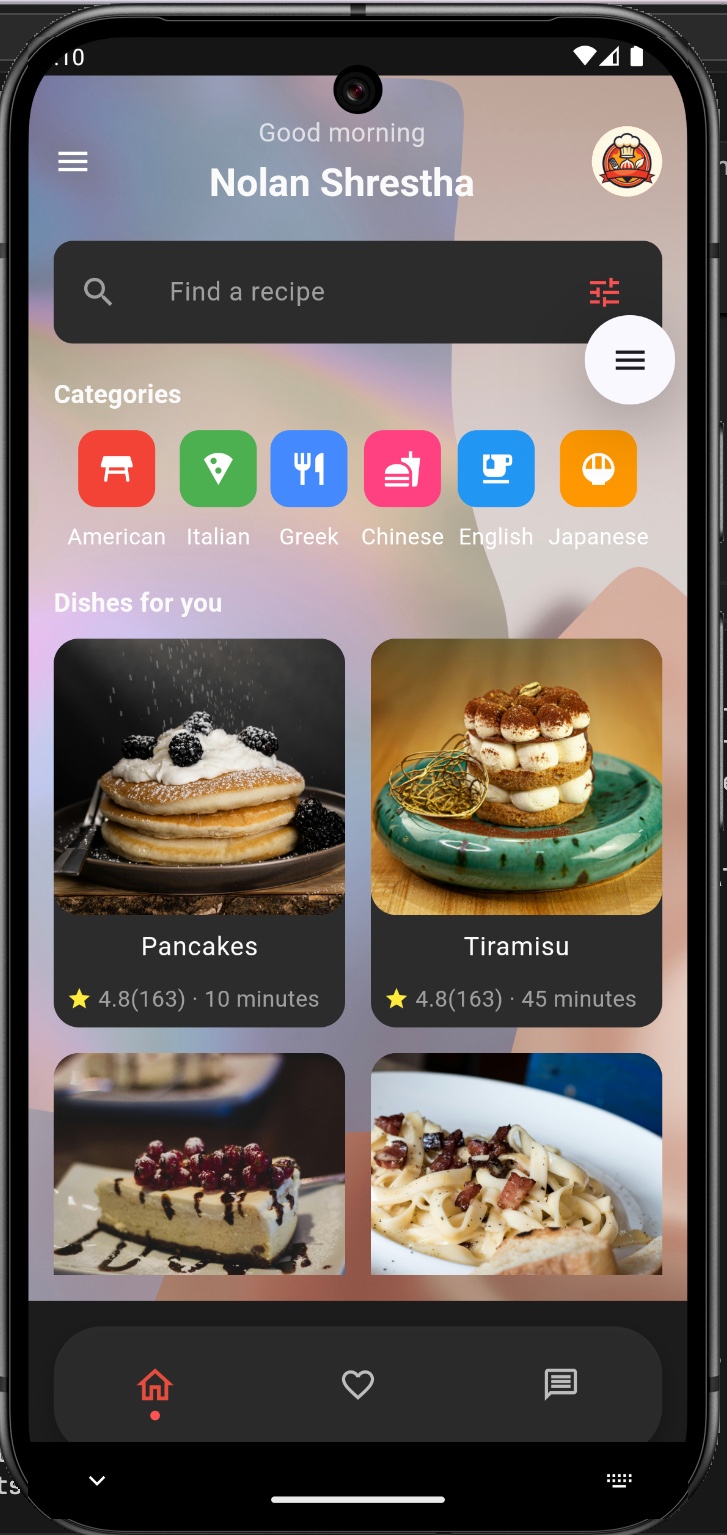 :10
Good morning
Nolan Shrestha
Find a recipe
Categories
American Italian Greek Chinese English Japanese
Dishes for you
Pancakes Tiramisu
4.8(163) · 10 minutes 4.8(163) · 45 minutes
ts